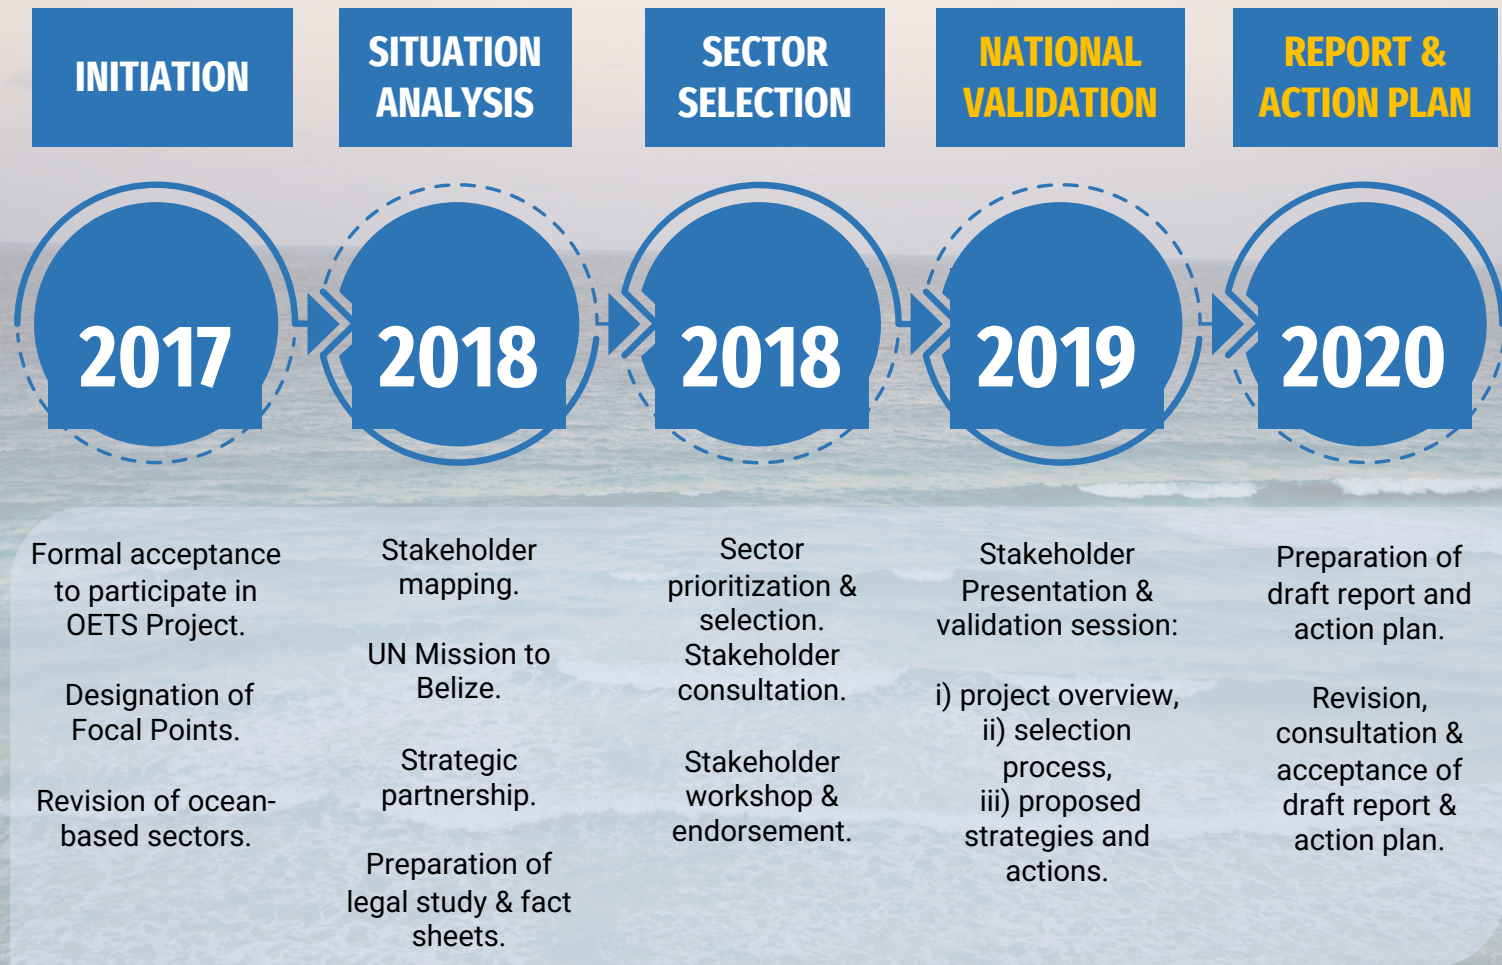 INITIATION
SITUATION
ANALYSIS
SECTOR
SELECTION
NATIONAL
VALIDATION
REPORT &
ACTION PLAN
2017
2018
2018
2019
2020
Formal acceptance
to participate in
OETS Project.
Designation of
Focal Points.
Revision of ocean-
based sectors.
Stakeholder
mapping.
UN Mission to
Belize.
Strategic
partnership.
Preparation of
legal study & fact
sheets.
Sector
prioritization &
selection.
Stakeholder
consultation.
Stakeholder
workshop &
endorsement.
Stakeholder
Presentation &
validation session:
i) project overview,
ii) selection
process,
iii) proposed
strategies and
actions.
Preparation of
draft report and
action plan.
Revision,
consultation &
acceptance of
draft report &
action plan.